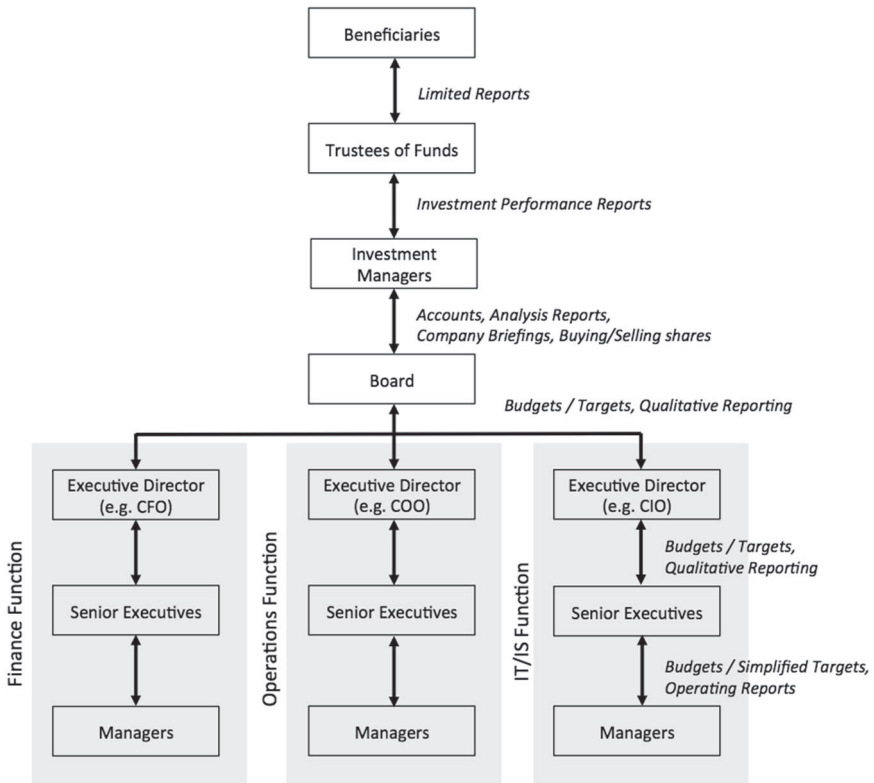 Beneficiaries
Limited Reports
Trustees of Funds
Investment Performance Reports
Investment
Managers
Accounts, Analysis Reports,
Company Briefings, Buying/Selling shares
Board
Budgets / Targets, Qualitative Reporting
Finance Function
Executive Director
(e.g. CFO)
Senior Executives
Managers
Operations Function
Executive Director
(e.g. COO)
Senior Executives
Managers
IT/IS Function
Executive Director
(e.g. CIO)
Budgets / Targets,
Qualitative Reporting
Senior Executives
Budgets / Simplified Targets,
Operating Reports
Managers